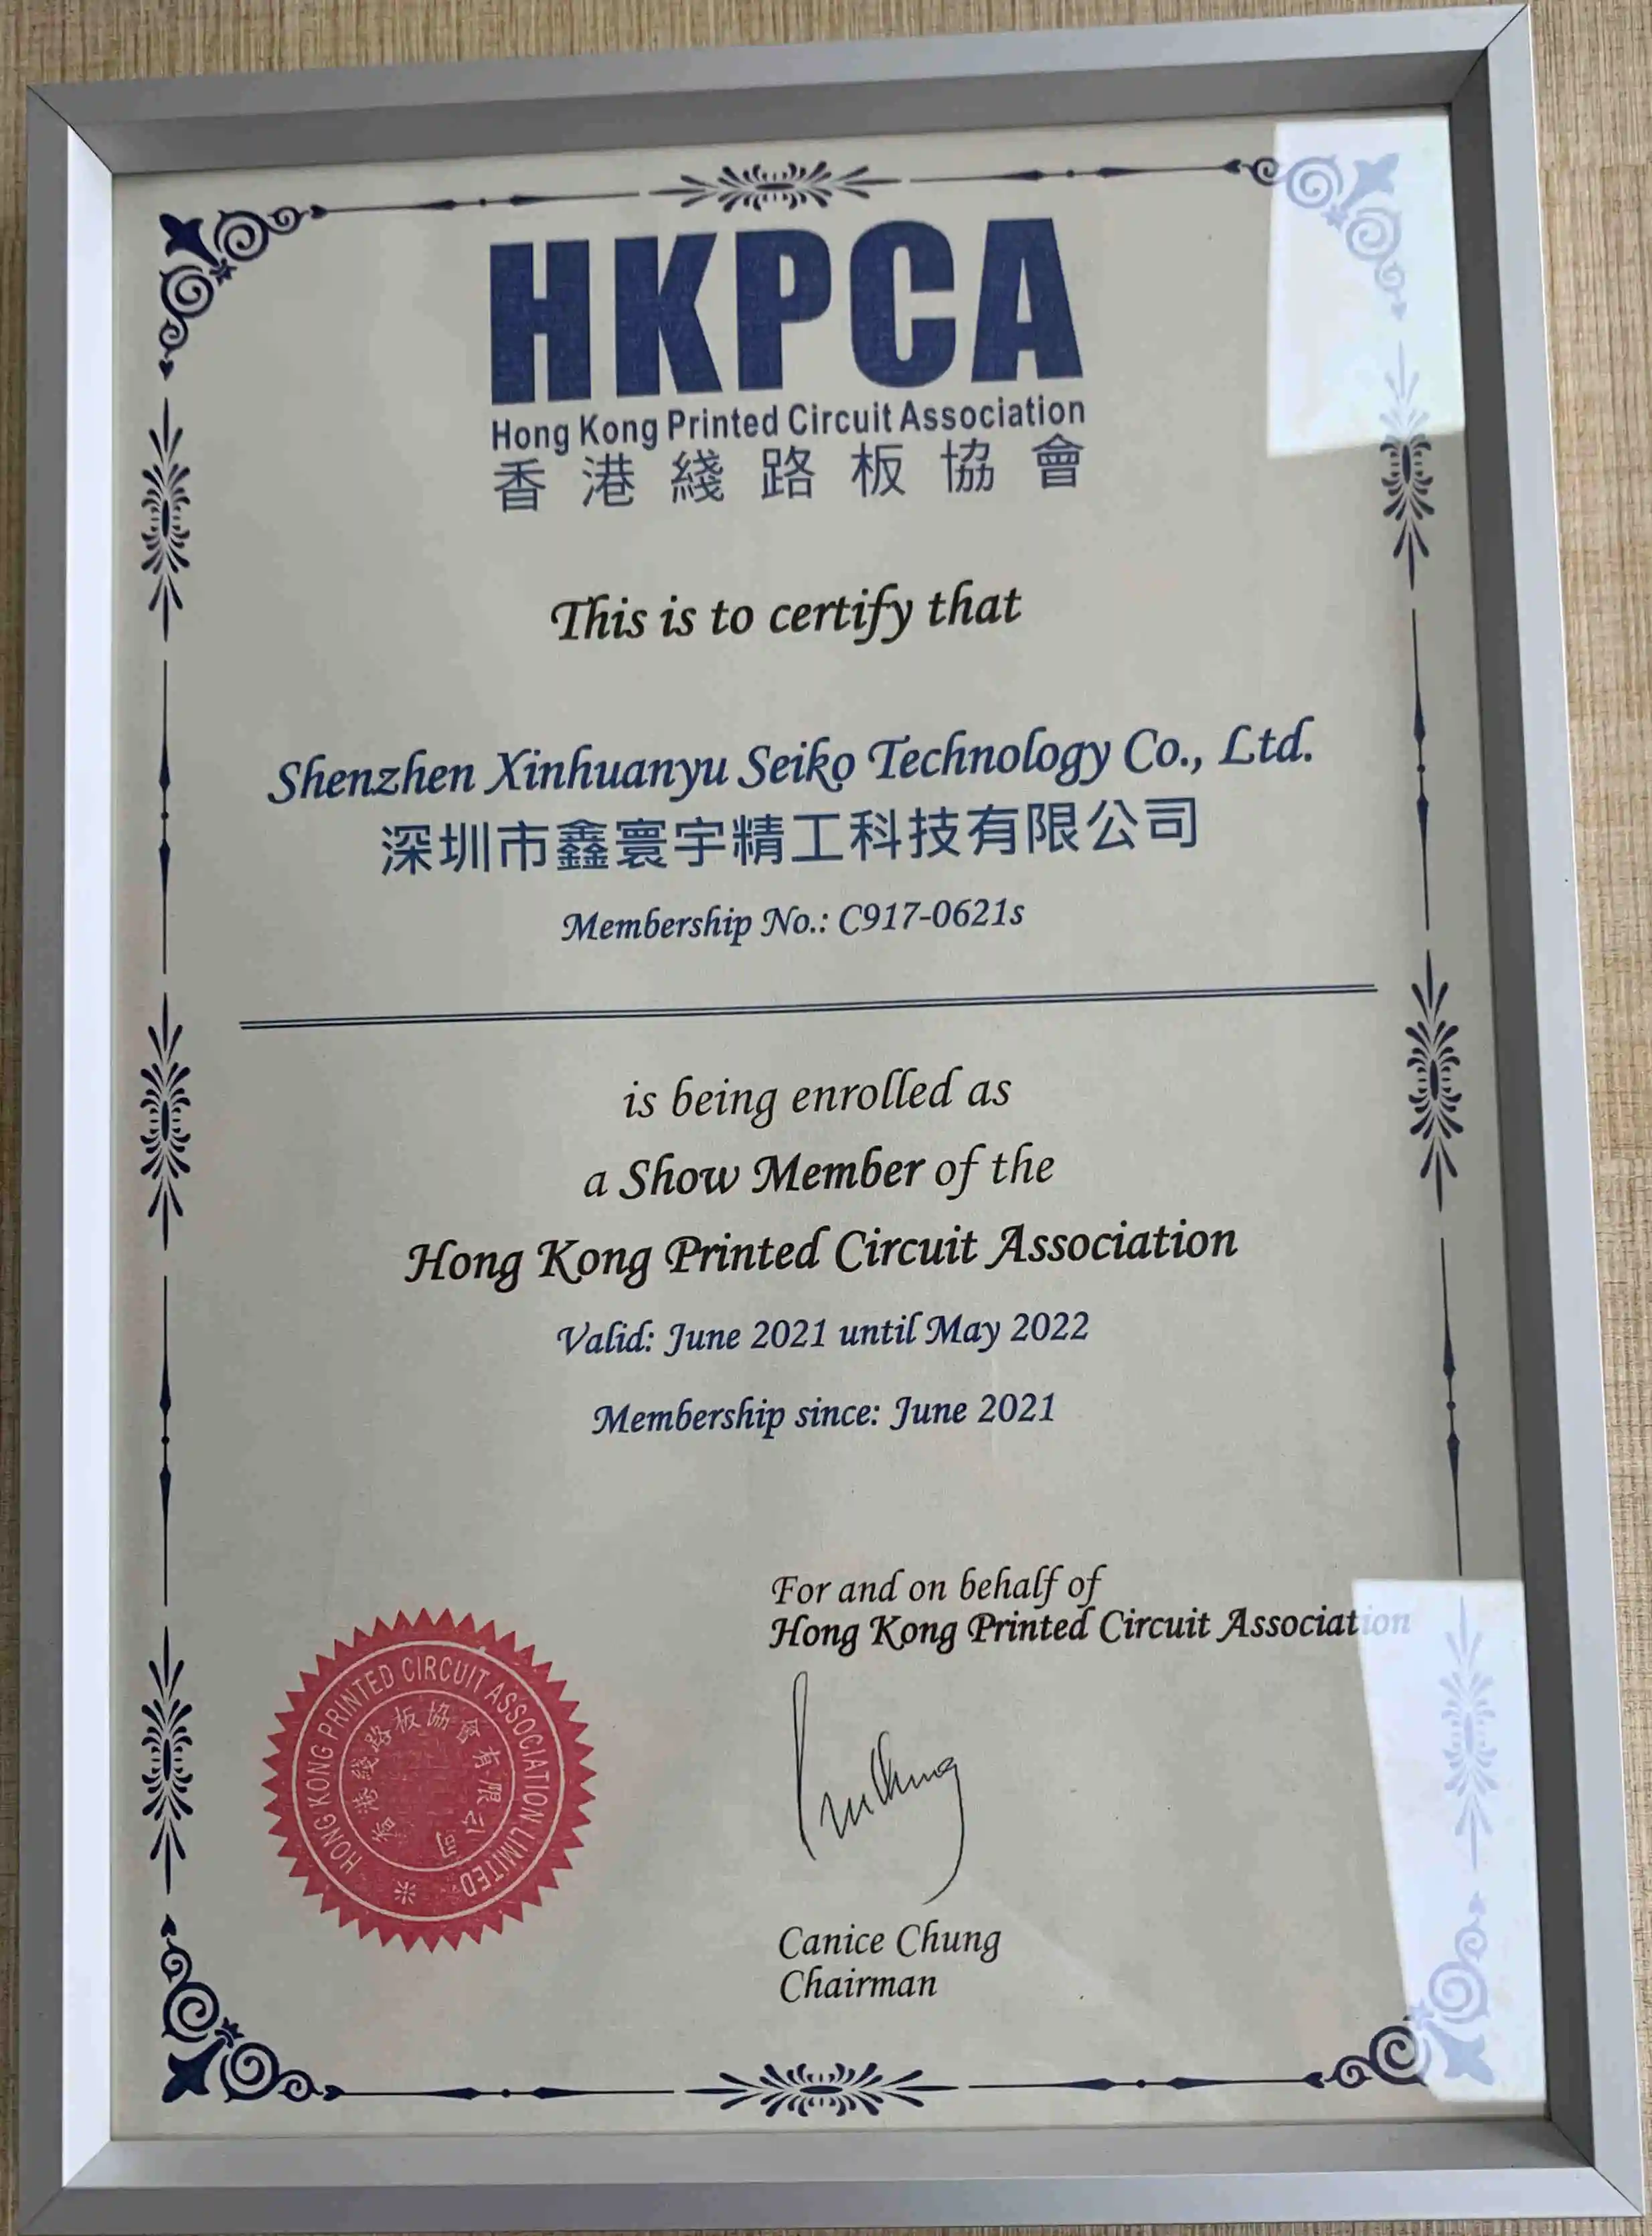 HKPCA
Hong Kong Printed Circuit Association
香港綫路板協會
This is to certify that
Shenzhen Xinhuanyu Seiko Technology Co., Ltd.
深圳市鑫寰宇精工科技有限公司
Membership No.: C917-0621s
is being enrolled as
a Show Member of the
Hong Kong Printed Circuit Association
Valid: June 2021 until May 2022
Membership since: June 2021
For and on behalf of
Hong Kong Printed Circuit Association
HONG KONG PRINTED CIRCUIT ASSOCIATION LIMITED
香港綫路板協會有限公司
Canice Chung
Chairman